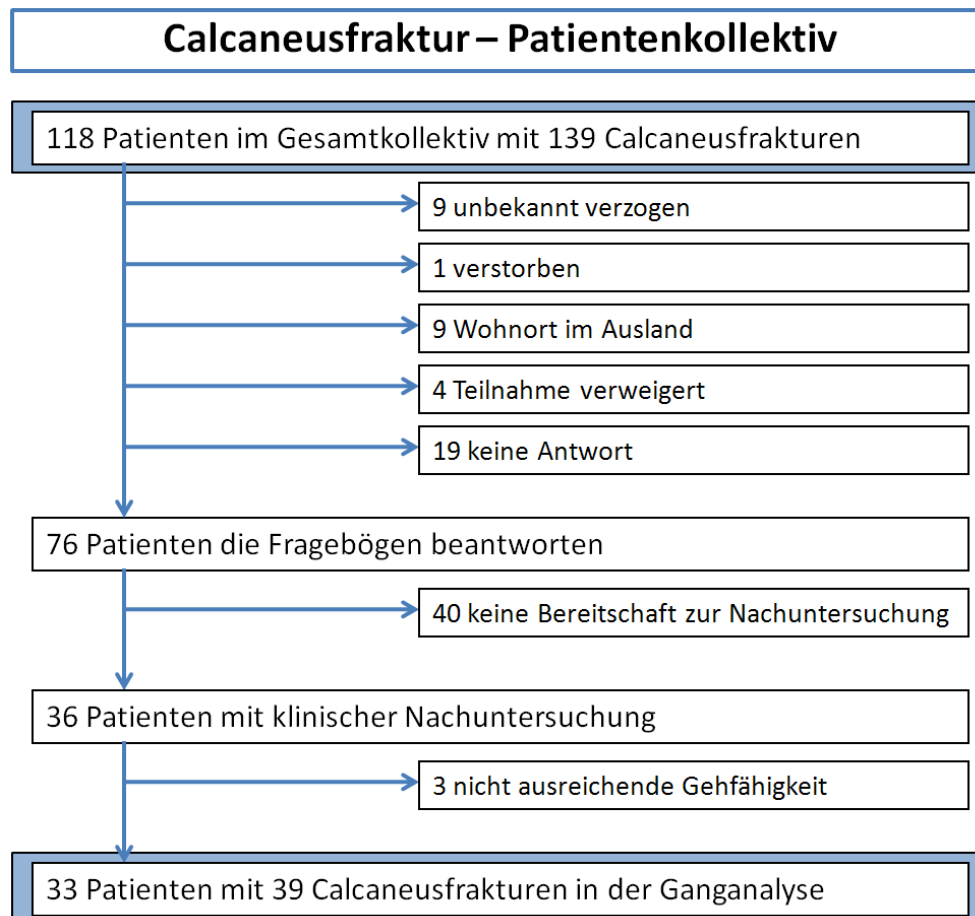 Calcaneusfraktur – Patientenkollektiv
118 Patienten im Gesamtkollektiv mit 139 Calcaneusfrakturen
9 unbekannt verzogen
1 verstorben
9 Wohnort im Ausland
4 Teilnahme verweigert
19 keine Antwort
76 Patienten die Fragebögen beantworten
40 keine Bereitschaft zur Nachuntersuchung
36 Patienten mit klinischer Nachuntersuchung
3 nicht ausreichende Gehfähigkeit
33 Patienten mit 39 Calcaneusfrakturen in der Ganganalyse